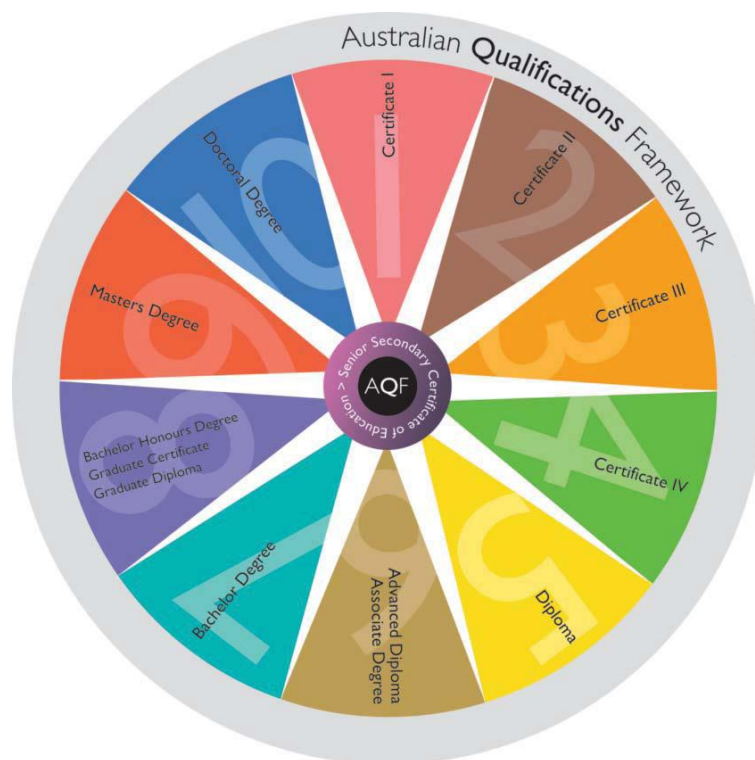 Australian Qualifications Framework
1
Certificate I
2
Certificate II
3
Certificate III
4
Certificate IV
5
Diploma
6
Advanced Diploma
Associate Degree
7
Bachelor Degree
8
Bachelor Honours Degree
Graduate Certificate
Graduate Diploma
9
Masters Degree
10
Doctoral Degree
AQF
Senior Secondary Certificate of Education >